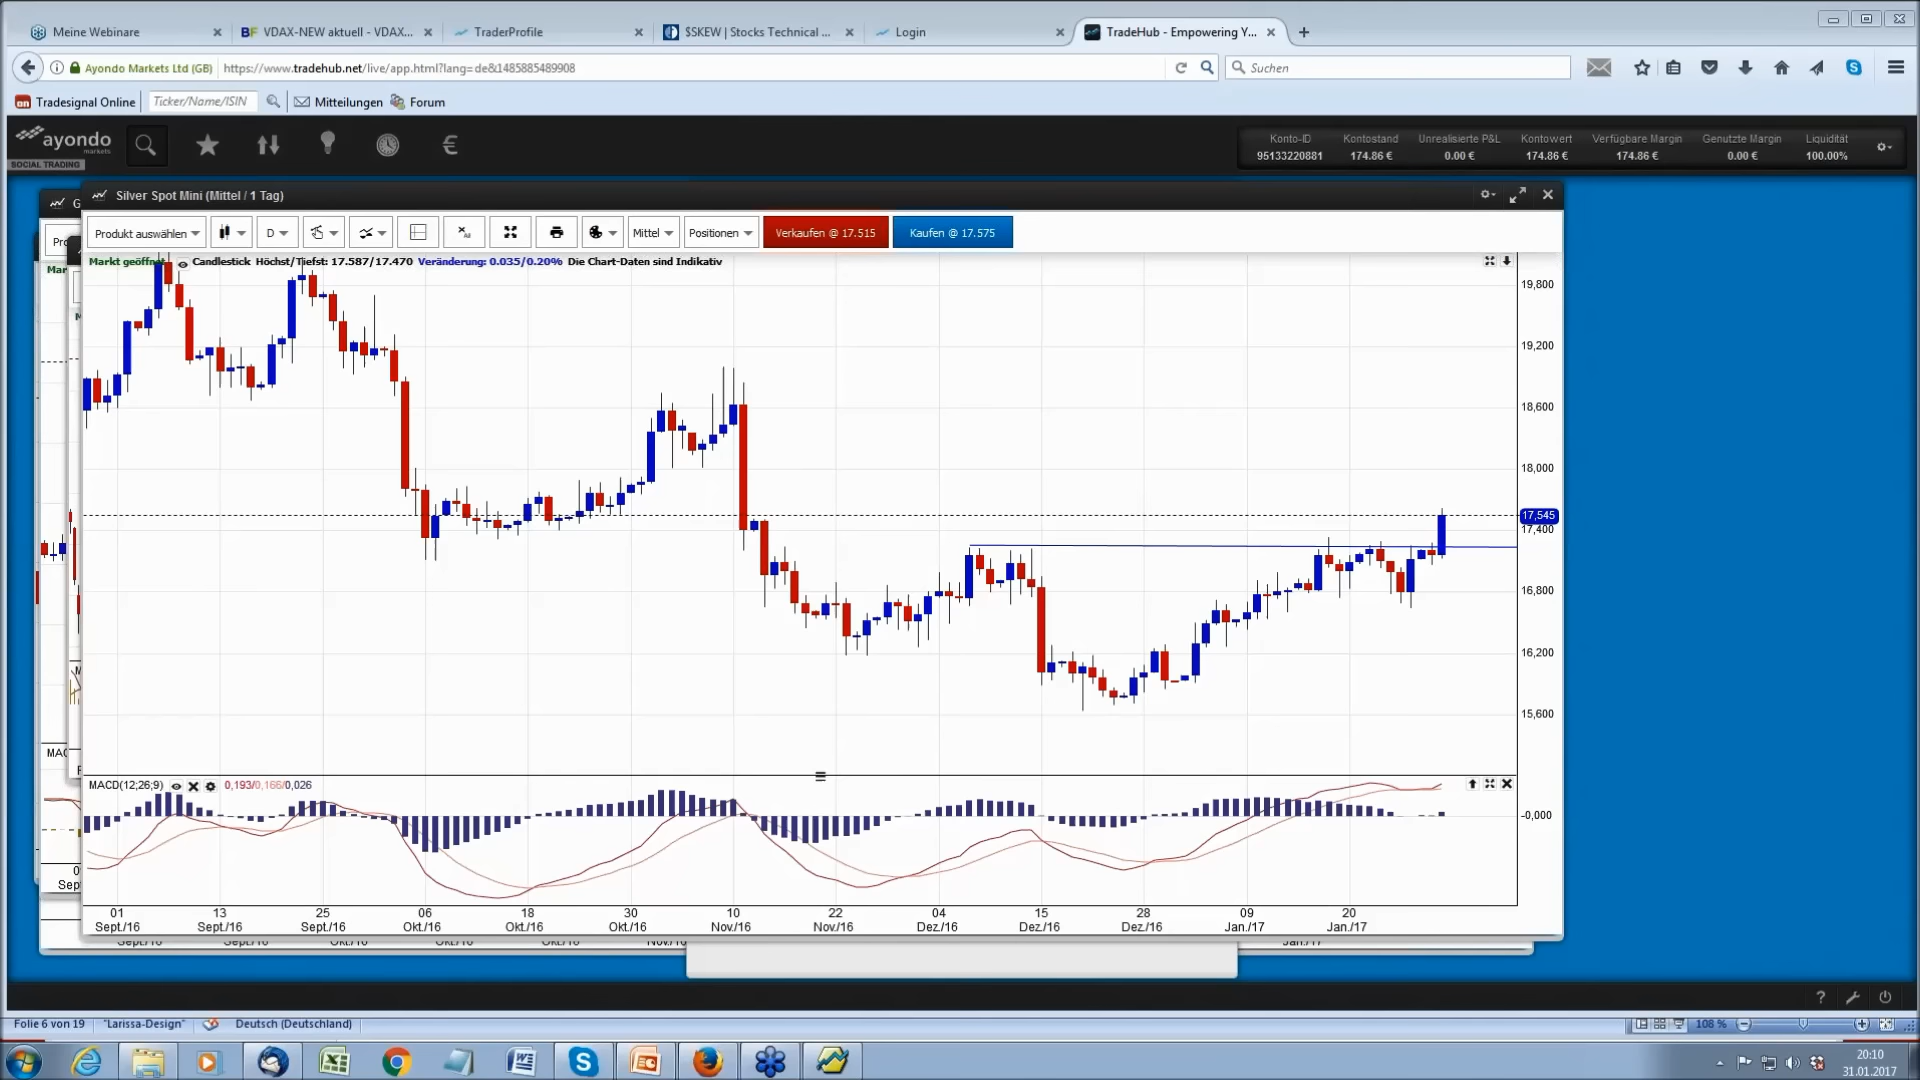 Meine Webinare
BF VDAX-NEW aktuell - VDAX...
TraderProfile
$SKEW | Stocks Technical ...
Login
TradeHub - Empowering Y...
Ayondo Markets Ltd (GB)
https://www.tradehub.net/live/app.html?lang=de&1485885489908
Suchen
Tradesignal Online
Ticker/Name/ISIN
Mitteilungen
Forum
ayondo
markets
SOCIAL TRADING
Konto-ID
95133220881
Kontostand
174.86 €
Unrealisierte P&L
0.00 €
Kontowert
174.86 €
Verfügbare Margin
174.86 €
Genutzte Margin
0.00 €
Liquidität
100.00%
G
Silver Spot Mini (Mittel / 1 Tag)
Produkt auswählen
D
Mittel
Positionen
Verkaufen @ 17.515
Kaufen @ 17.575
Markt geöffnet
Candlestick Höchst/Tiefst: 17.587/17.470 Veränderung: 0.035/0.20% Die Chart-Daten sind Indikativ
19,800
19,200
18,600
18,000
17,545
17,400
16,800
16,200
15,600
MACD(12;26;9)
0,193/0,166/0,026
-0,000
01
Sept./16
13
Sept./16
25
Sept./16
06
Okt./16
18
Okt./16
30
Okt./16
10
Nov./16
22
Nov./16
04
Dez./16
15
Dez./16
28
Dez./16
09
Jan./17
20
Jan./17
Folie 6 von 19
"Larissa-Design"
Deutsch (Deutschland)
108 %
20:10
31.01.2017